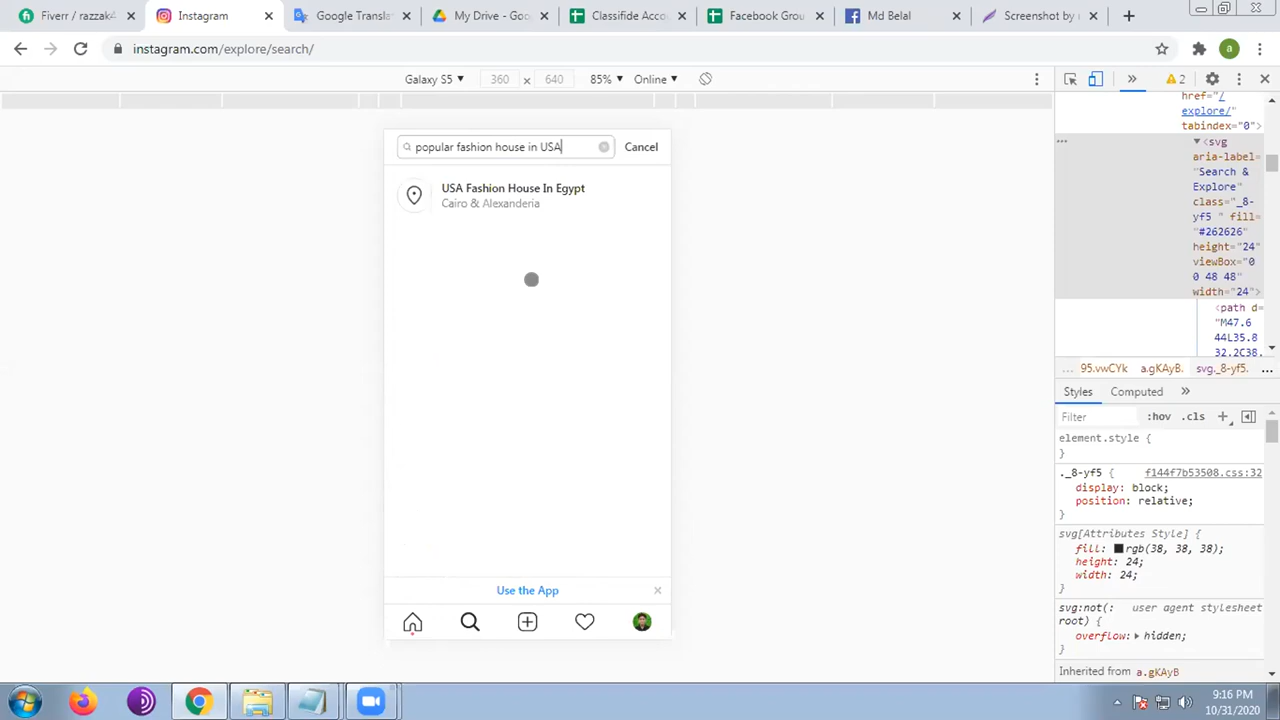 Fiverr / razzak4
Instagram
Google Transla
My Drive - Goo
Classifide Acco
Facebook Grou
Md Belal
Screenshot by
instagram.com/explore/search/
a
Galaxy S5 ▼ 360 × 640 85% ▼ Online ▼
2
popular fashion house in USA
Cancel
USA Fashion House In Egypt
Cairo & Alexanderia
Use the App
href="/
explore/"
tabindex="0">
▼<svg
aria-label=
"Search &
Explore"
class="_8-
yf5 " fill=
"#262626"
height="24"
viewBox="0
0 48 48"
width="24">
<path d=
"M47.6
44L35.8
32.2C38.
... 95.vwCYk a.gKAyB. svg._8-yf5. ...
Styles Computed »
Filter :hov .cls +
element.style {
}
._8-yf5 { f144f7b53508.css:32
display: block;
position: relative;
}
svg[Attributes Style] {
fill: rgb(38, 38, 38);
height: 24;
width: 24;
}
svg:not(: user agent stylesheet
root) {
overflow: ▸ hidden;
}
Inherited from a.gKAyB
9:16 PM
10/31/2020